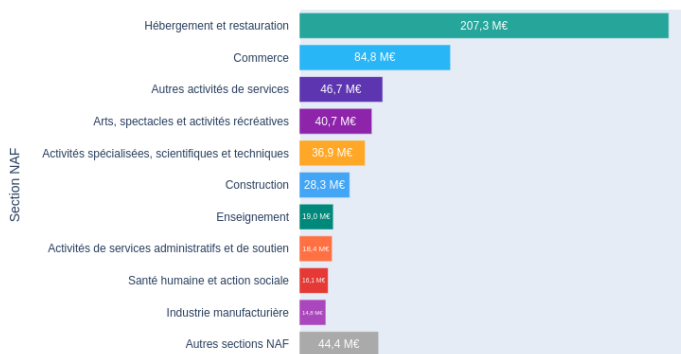 Section NAF
Hébergement et restauration 207,3 M€
Commerce 84,8 M€
Autres activités de services 46,7 M€
Arts, spectacles et activités récréatives 40,7 M€
Activités spécialisées, scientifiques et techniques 36,9 M€
Construction 28,3 M€
Enseignement 19,0 M€
Activités de services administratifs et de soutien 18,4 M€
Santé humaine et action sociale 16,1 M€
Industrie manufacturière 14,8 M€
Autres sections NAF 44,4 M€